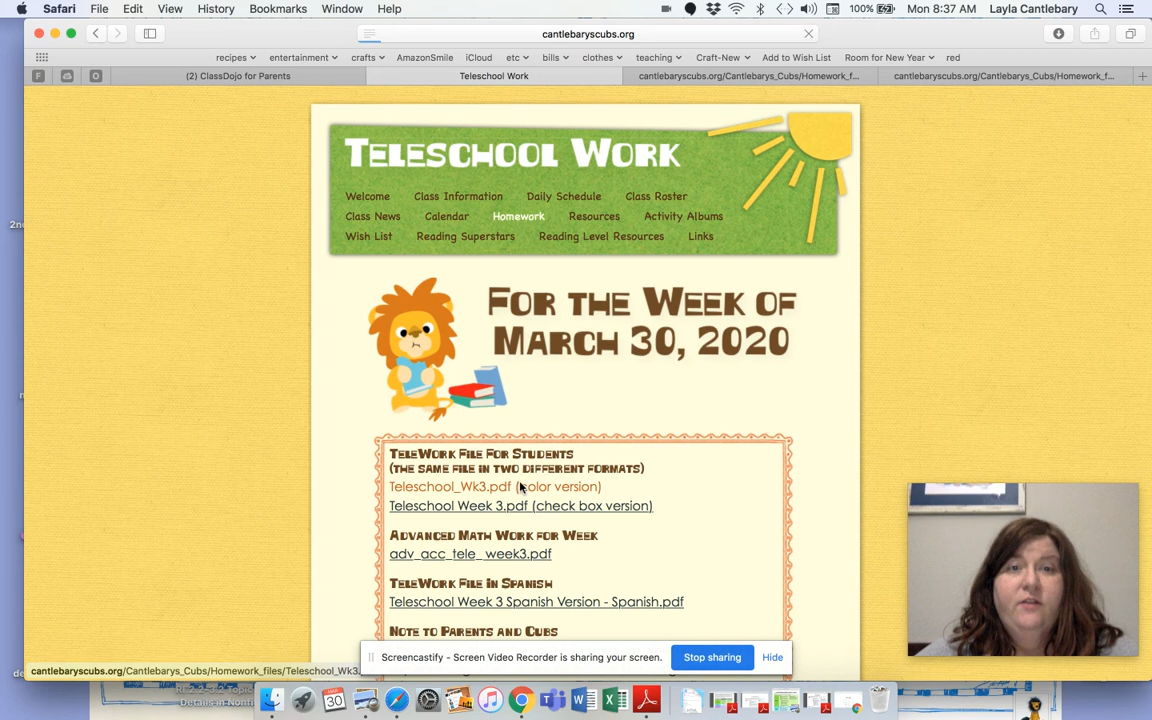 Safari File Edit View History Bookmarks Window Help 100% Mon 8:37 AM Layla Cantlebary
cantlebaryscubs.org
recipes entertainment crafts AmazonSmile iCloud etc bills clothes teaching Craft-New Add to Wish List Room for New Year red
F O (2) ClassDojo for Parents Teleschool Work cantlebaryscubs.org/Cantlebarys_Cubs/Homework_f... cantlebaryscubs.org/Cantlebarys_Cubs/Homework_f...
Teleschool Work
Welcome Class Information Daily Schedule Class Roster
Class News Calendar Homework Resources Activity Albums
Wish List Reading Superstars Reading Level Resources Links
For the Week of
March 30, 2020
TeleWork File For Students
(the same file in two different formats)
Teleschool_Wk3.pdf (color version)
Teleschool Week 3.pdf (check box version)
Advanced Math Work for Week
adv_acc_tele_ week3.pdf
TeleWork File in Spanish
Teleschool Week 3 Spanish Version - Spanish.pdf
Note to Parents and Cubs
Screencastify - Screen Video Recorder is sharing your screen. Stop sharing Hide
cantlebaryscubs.org/Cantlebarys_Cubs/Homework_files/Teleschool_Wk3.
Details in Nonfi